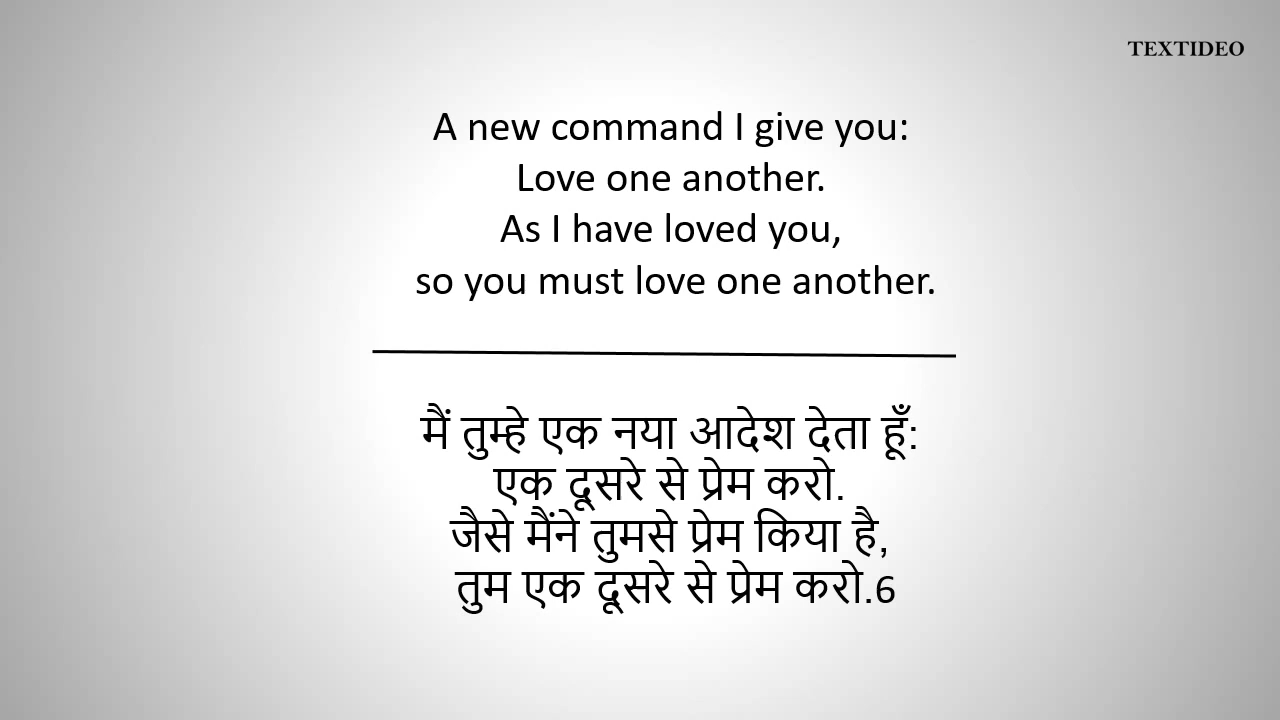 TEXTIDEO
A new command I give you:
Love one another.
As I have loved you,
so you must love one another.
मैं तुम्हे एक नया आदेश देता हूँ:
एक दूसरे से प्रेम करो.
जैसे मैंने तुमसे प्रेम किया है,
तुम एक दूसरे से प्रेम करो.6